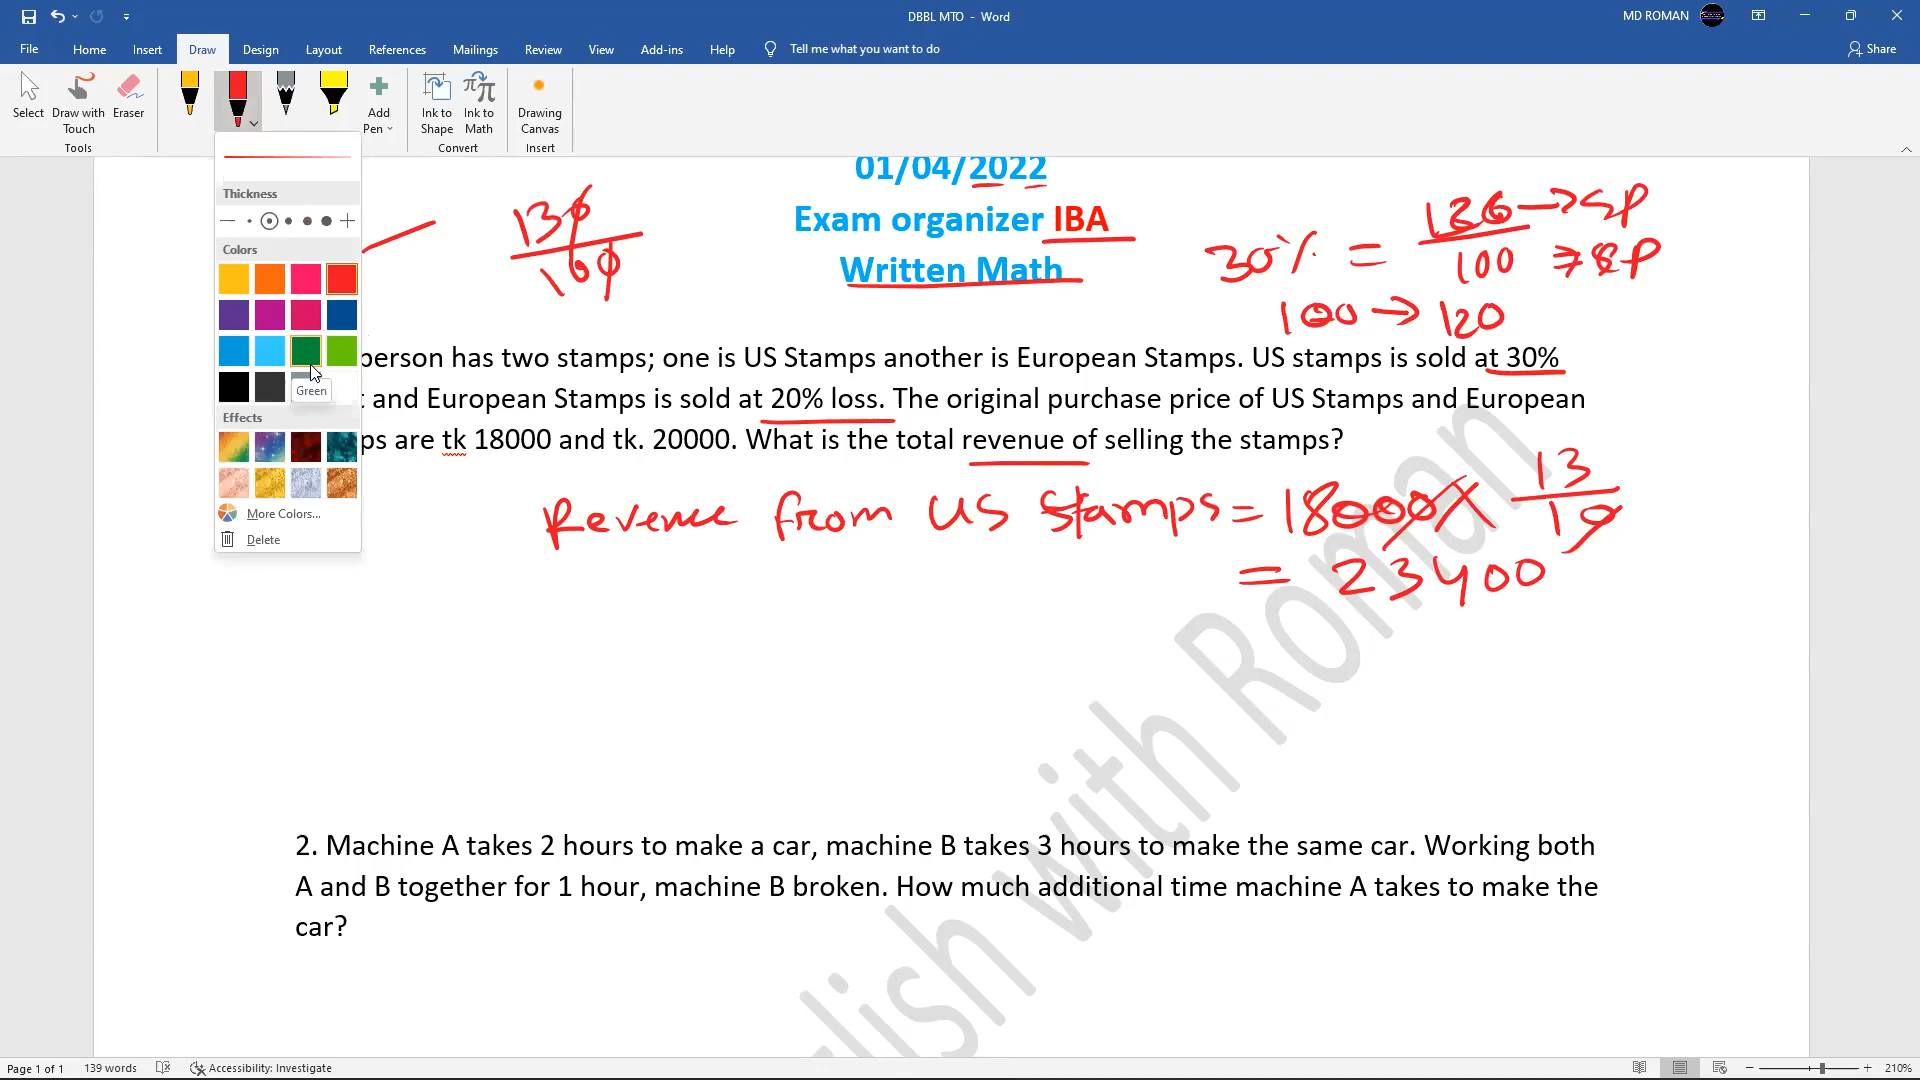 DBBL MTO - Word
MD ROMAN
File Home Insert Draw Design Layout References Mailings Review View Add-ins Help Tell me what you want to do Share
Select
Draw with Touch
Eraser
Add Pen
Ink to Shape
Ink to Math
Drawing Canvas
Tools
Convert
Insert
Thickness
Colors
Green
Effects
More Colors...
Delete
01/04/2022
Exam organizer IBA
Written Math
130
100
30% = 130 → SP
100 → CP
100 → 120
person has two stamps; one is US Stamps another is European Stamps. US stamps is sold at 30%
and European Stamps is sold at 20% loss. The original purchase price of US Stamps and European
ps are tk 18000 and tk. 20000. What is the total revenue of selling the stamps?
Revenue from US Stamps = 18000 × 13
10
= 23400
2. Machine A takes 2 hours to make a car, machine B takes 3 hours to make the same car. Working both
A and B together for 1 hour, machine B broken. How much additional time machine A takes to make the
car?
glish with Roman
Page 1 of 1 139 words Accessibility: Investigate 210%